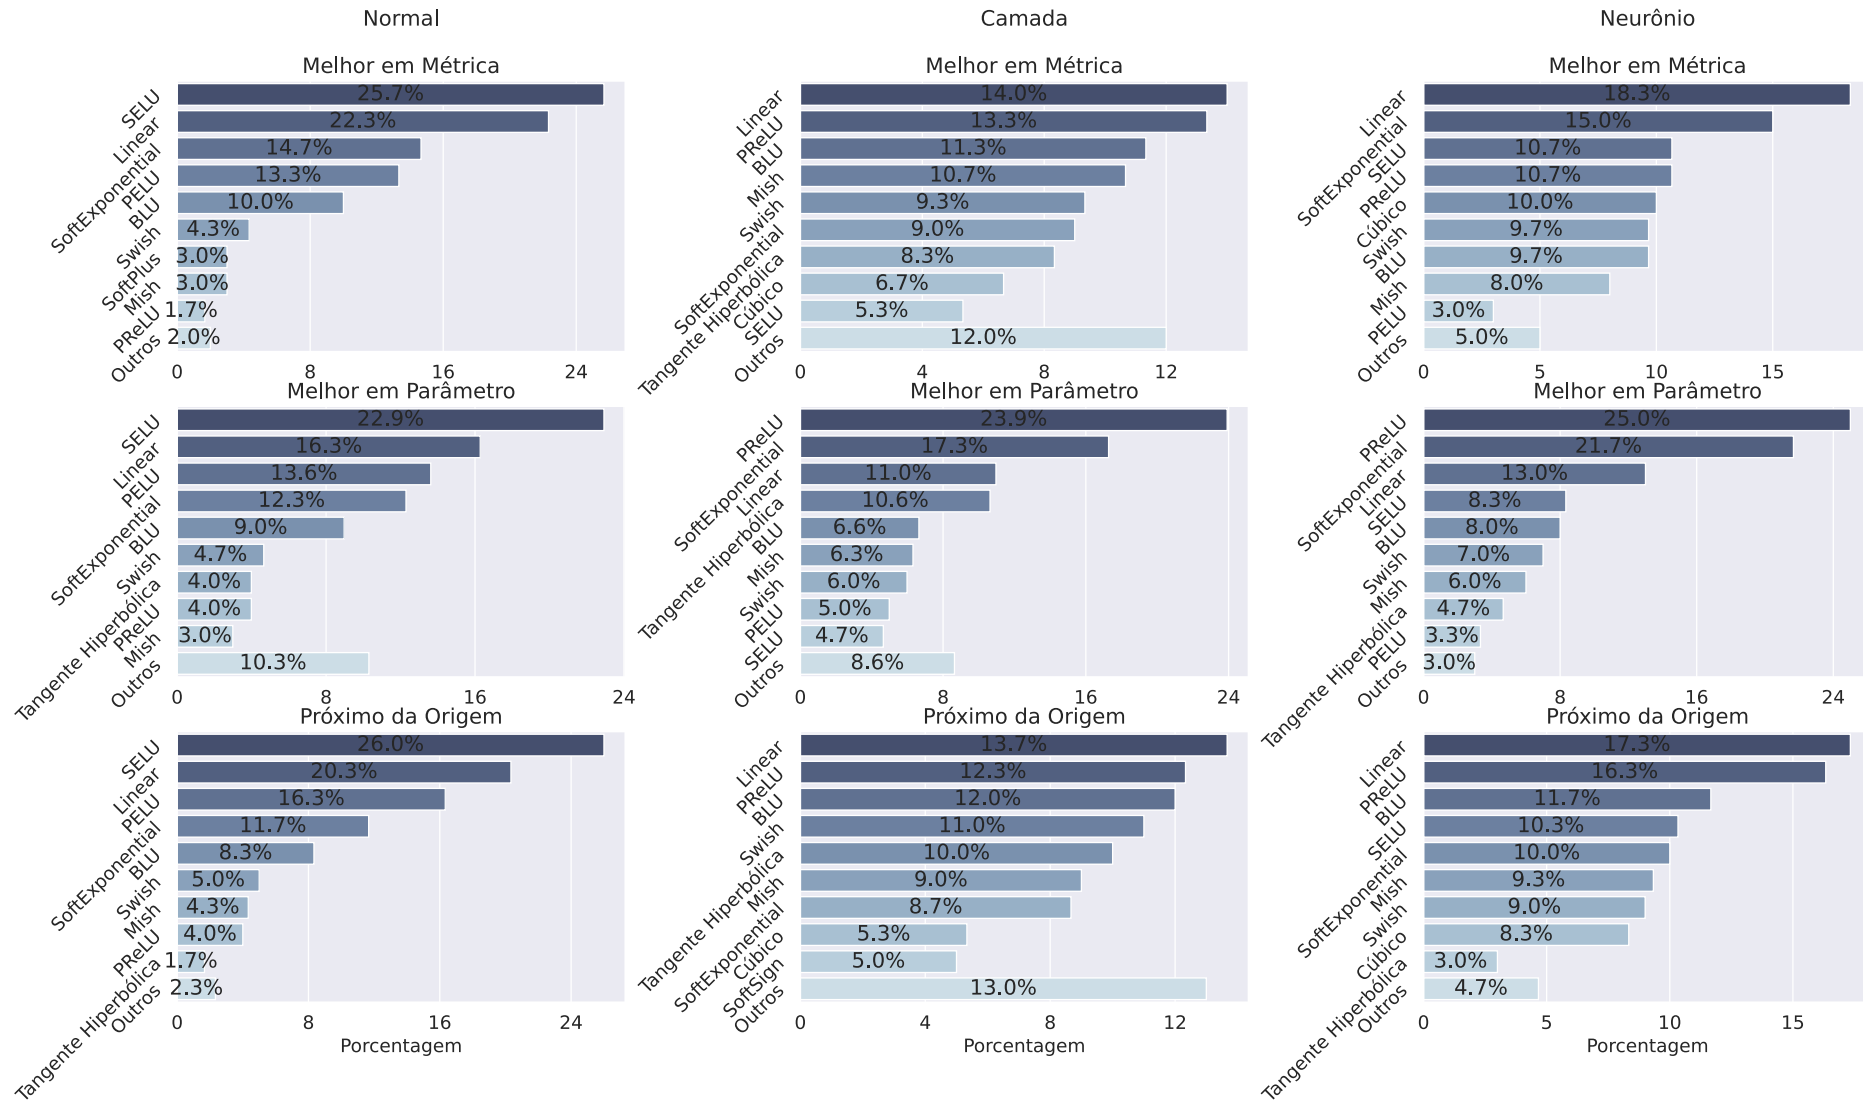 Normal
Camada
Neurônio
Melhor em Métrica
SELU 25.7%
Linear 22.3%
SoftExponential 14.7%
PELU 13.3%
BLU 10.0%
Swish 4.3%
SoftPlus 3.0%
Mish 3.0%
PReLU 1.7%
Outros 2.0%
0 8 16 24
Melhor em Métrica
Linear 14.0%
PReLU 13.3%
BLU 11.3%
Mish 10.7%
Swish 9.3%
SoftExponential 9.0%
Tangente Hiperbólica 8.3%
Cúbico 6.7%
SELU 5.3%
Outros 12.0%
0 4 8 12
Melhor em Métrica
Linear 18.3%
SoftExponential 15.0%
SELU 10.7%
PReLU 10.7%
Cúbico 10.0%
Swish 9.7%
BLU 9.7%
Mish 8.0%
PELU 3.0%
Outros 5.0%
0 5 10 15
Melhor em Parâmetro
SELU 22.9%
Linear 16.3%
PELU 13.6%
SoftExponential 12.3%
BLU 9.0%
Swish 4.7%
Tangente Hiperbólica 4.0%
PReLU 4.0%
Mish 3.0%
Outros 10.3%
0 8 16 24
Melhor em Parâmetro
PReLU 23.9%
SoftExponential 17.3%
Linear 11.0%
Tangente Hiperbólica 10.6%
BLU 6.6%
Mish 6.3%
Swish 6.0%
PELU 5.0%
SELU 4.7%
Outros 8.6%
0 8 16 24
Melhor em Parâmetro
PReLU 25.0%
SoftExponential 21.7%
Linear 13.0%
SELU 8.3%
BLU 8.0%
Swish 7.0%
Mish 6.0%
Tangente Hiperbólica 4.7%
PELU 3.3%
Outros 3.0%
0 8 16 24
Próximo da Origem
SELU 26.0%
Linear 20.3%
PELU 16.3%
SoftExponential 11.7%
BLU 8.3%
Swish 5.0%
Mish 4.3%
PReLU 4.0%
Tangente Hiperbólica 1.7%
Outros 2.3%
0 8 16 24
Porcentagem
Próximo da Origem
Linear 13.7%
PReLU 12.3%
BLU 12.0%
Swish 11.0%
Tangente Hiperbólica 10.0%
Mish 9.0%
SoftExponential 8.7%
Cúbico 5.3%
SoftSign 5.0%
Outros 13.0%
0 4 8 12
Porcentagem
Próximo da Origem
Linear 17.3%
PReLU 16.3%
BLU 11.7%
SELU 10.3%
SoftExponential 10.0%
Mish 9.3%
Swish 9.0%
Cúbico 8.3%
Tangente Hiperbólica 3.0%
Outros 4.7%
0 5 10 15
Porcentagem